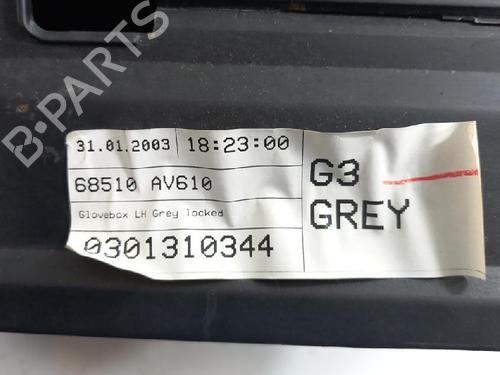 31.01.2003 18:23:00
68510 AV610
Glovebox LH Grey locked
0301310344
G3
GREY
B-PARTS